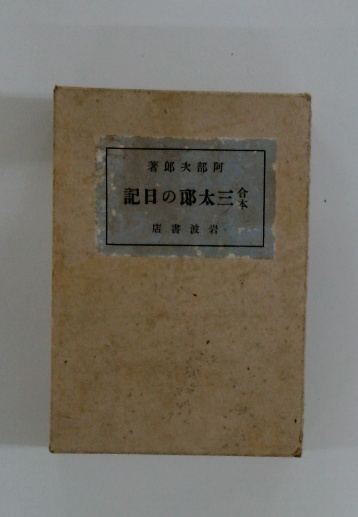 阿部次郎著
合本三太郎の日記
岩波書店